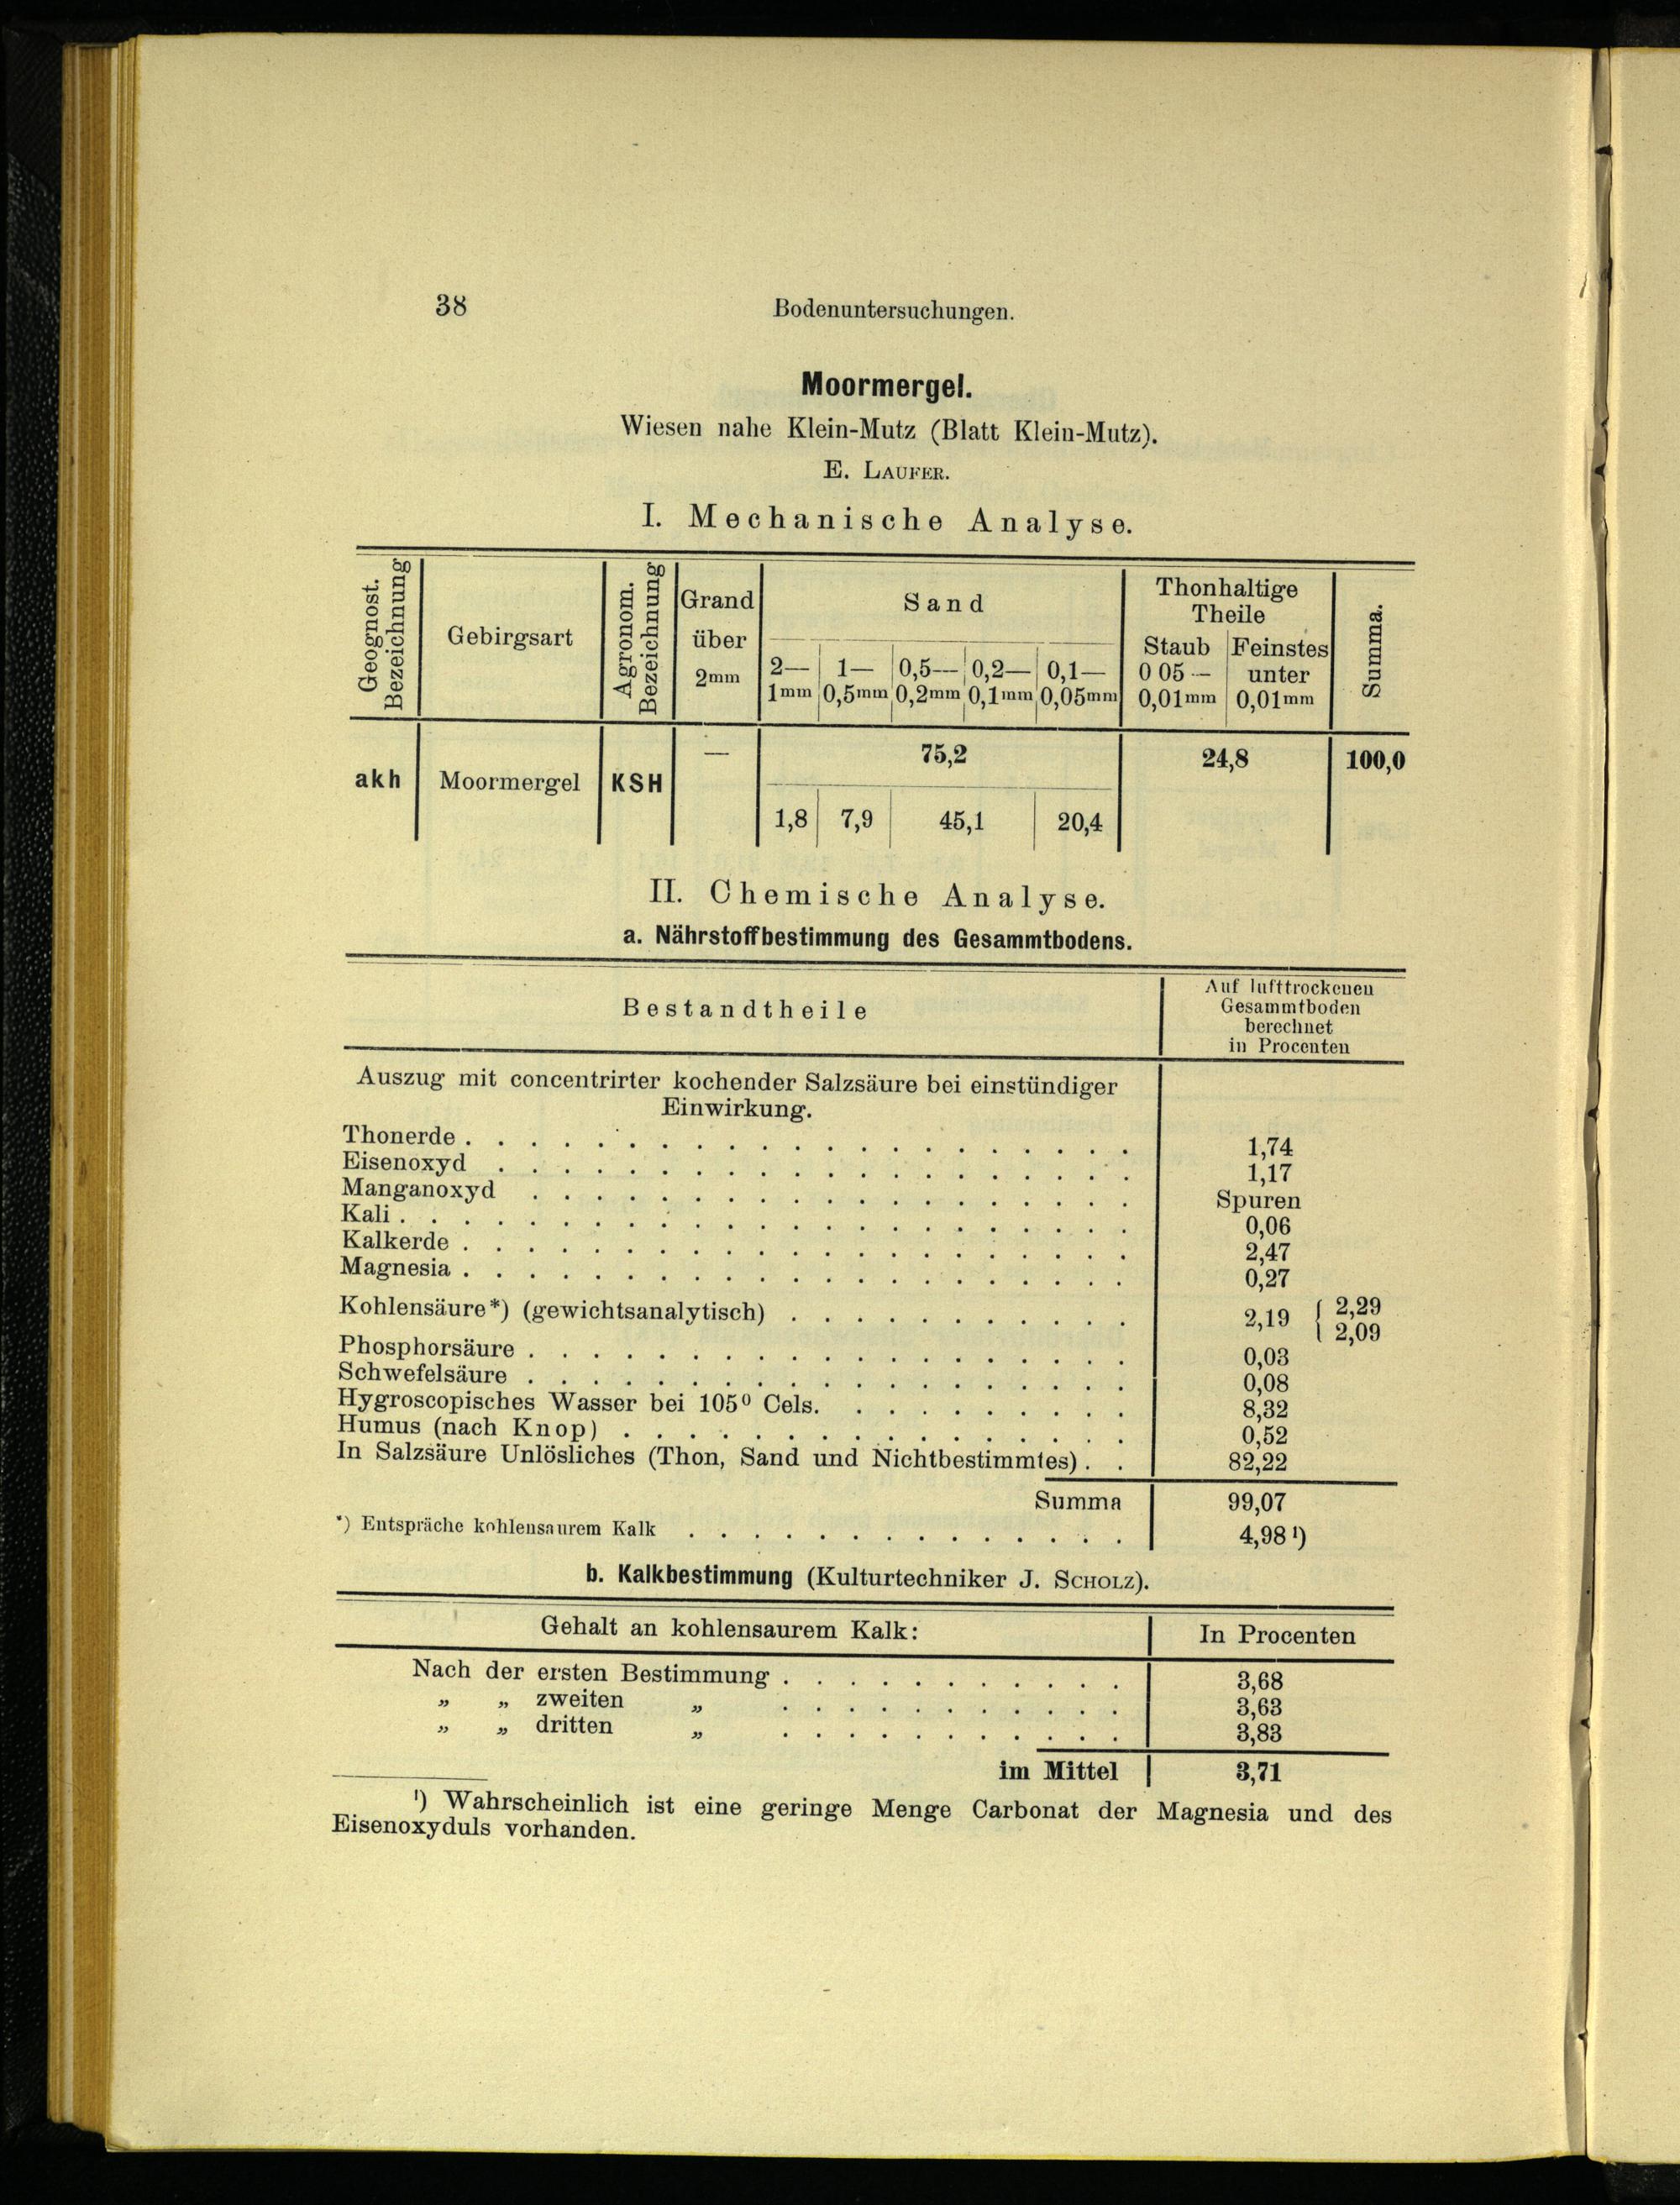 38 Bodenuntersuchungen.
Moormergel.
Wiesen nahe Klein-Mutz (Blatt Klein-Mutz).
E. LAUFER.
I. Mechanische Analyse.
Geognost. Bezeichnung
Gebirgsart
Agronom. Bezeichnung
Grand über 2mm
Sand
2— 1mm
1— 0,5mm
0,5— 0,2mm
0,2— 0,1mm
0,1— 0,05mm
Thonhaltige Theile
Staub 0 05 — 0,01mm
Feinstes unter 0,01mm
Summa.
akh Moormergel KSH — 75,2 24,8 100,0
1,8 7,9 45,1 20,4
II. Chemische Analyse.
a. Nährstoffbestimmung des Gesammtbodens.
Bestandtheile
Auf lufttrockenen
Gesammtboden
berechnet
in Procenten
Auszug mit concentrirter kochender Salzsäure bei einstündiger
Einwirkung.
Thonerde . . . . . . . . . . . . . . . . . . . . . 1,74
Eisenoxyd . . . . . . . . . . . . . . . . . . . . 1,17
Manganoxyd . . . . . . . . . . . . . . . . . . . Spuren
Kali . . . . . . . . . . . . . . . . . . . . . . . 0,06
Kalkerde . . . . . . . . . . . . . . . . . . . . . 2,47
Magnesia . . . . . . . . . . . . . . . . . . . . . 0,27
Kohlensäure*) (gewichtsanalytisch) . . . . . . . . . . . 2,19 { 2,29
{ 2,09
Phosphorsäure . . . . . . . . . . . . . . . . . . . 0,03
Schwefelsäure . . . . . . . . . . . . . . . . . . . 0,08
Hygroscopisches Wasser bei 105° Cels. . . . . . . . . . . 8,32
Humus (nach Knop) . . . . . . . . . . . . . . . . 0,52
In Salzsäure Unlösliches (Thon, Sand und Nichtbestimmtes) . . 82,22
Summa 99,07
*) Entspräche kohlensaurem Kalk . . . . . . . . . . . . . . 4,98 ¹)
b. Kalkbestimmung (Kulturtechniker J. SCHOLZ).
Gehalt an kohlensaurem Kalk: In Procenten
Nach der ersten Bestimmung . . . . . . . . . . . 3,68
„ „ zweiten „ . . . . . . . . . . . 3,63
„ „ dritten „ . . . . . . . . . . . 3,83
im Mittel 3,71
¹) Wahrscheinlich ist eine geringe Menge Carbonat der Magnesia und des
Eisenoxyduls vorhanden.